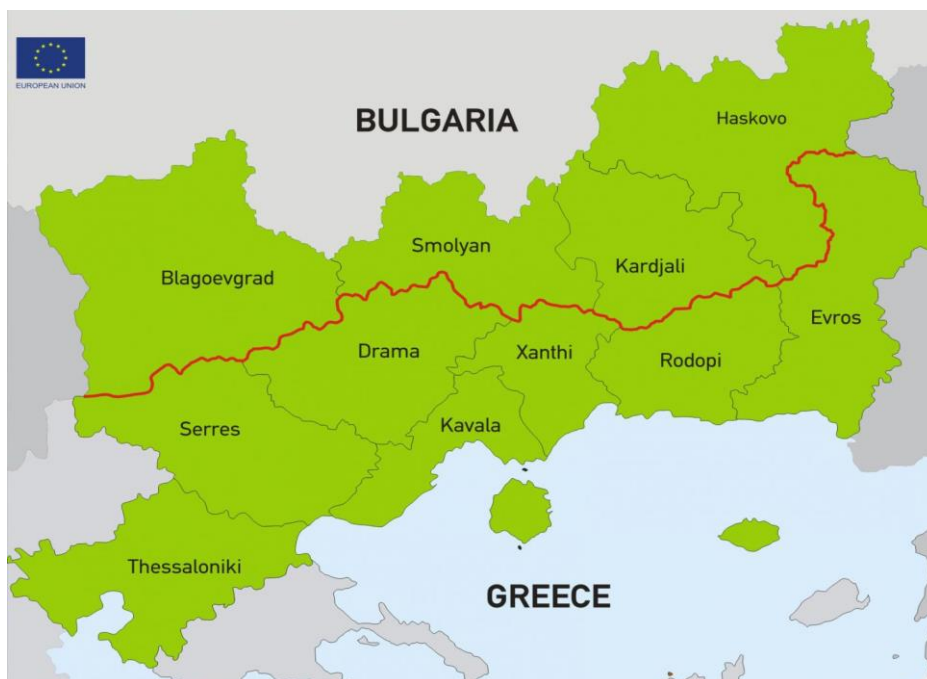 EUROPEAN UNION
BULGARIA
Haskovo
Smolyan
Blagoevgrad
Kardjali
Evros
Drama
Xanthi
Rodopi
Serres
Kavala
Thessaloniki
GREECE